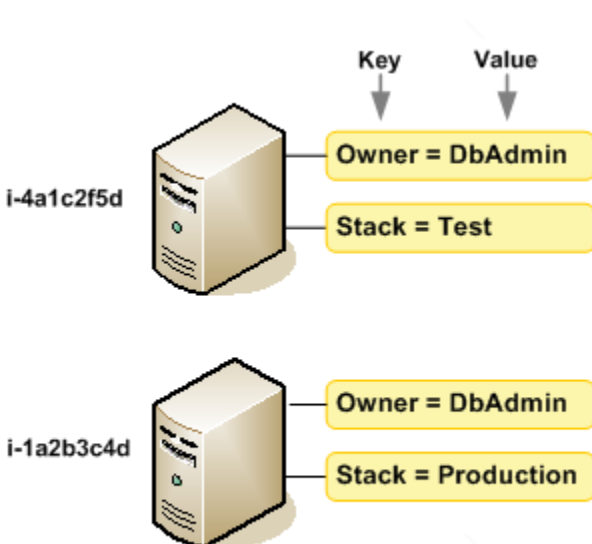 Key Value
Owner = DbAdmin
i-4a1c2f5d
Stack = Test
Owner = DbAdmin
i-1a2b3c4d
Stack = Production